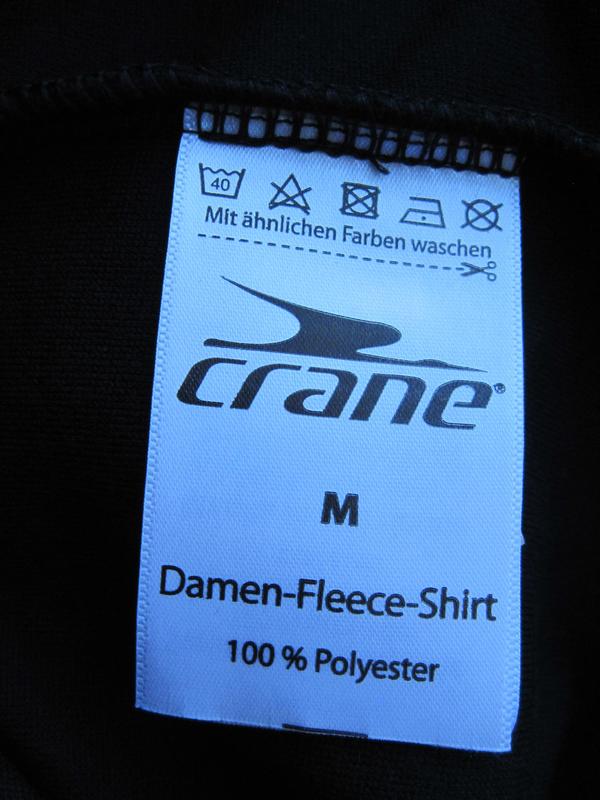 40
Mit ähnlichen Farben waschen
crane®
M
Damen-Fleece-Shirt
100 % Polyester